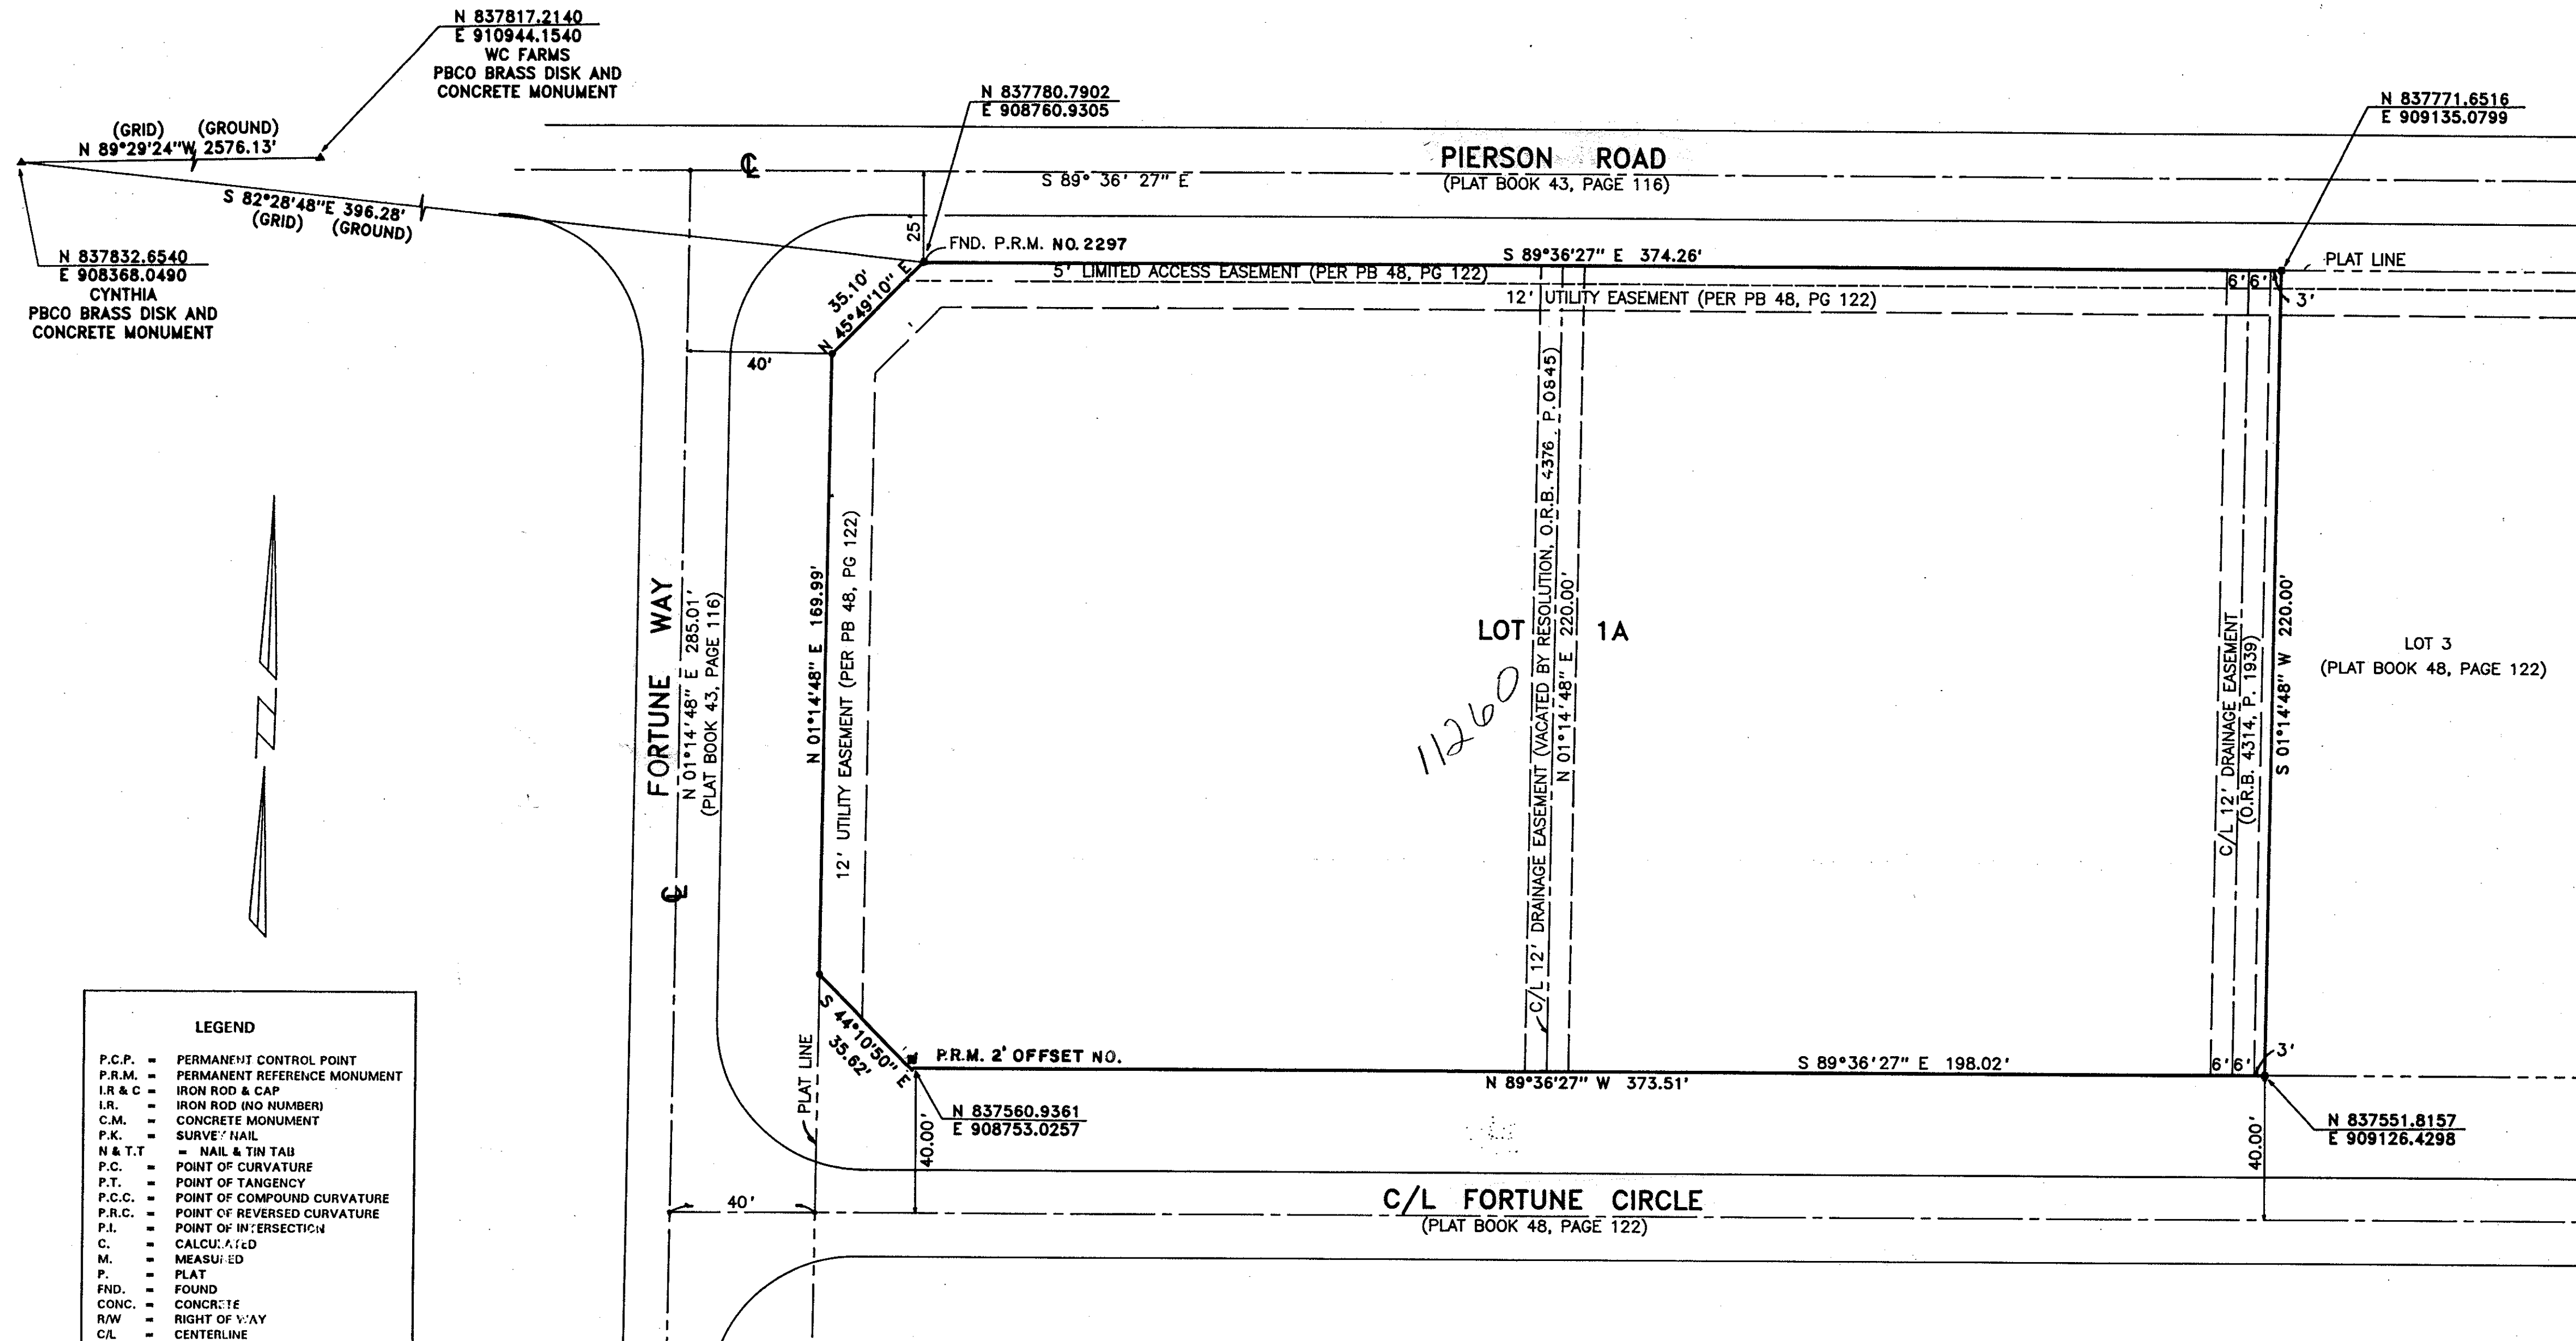 N 837817.2140
E 910944.1540
WC FARMS
PBCO BRASS DISK AND
CONCRETE MONUMENT
(GRID) (GROUND)
N 89°29'24"W 2576.13'
S 82°28'48"E 396.28'
(GRID) (GROUND)
N 837832.6540
E 908368.0490
CYNTHIA
PBCO BRASS DISK AND
CONCRETE MONUMENT
N 837780.7902
E 908760.9305
N 837771.6516
E 909135.0799
℄
PIERSON ROAD
S 89° 36' 27" E
(PLAT BOOK 43, PAGE 116)
25'
FND. P.R.M. NO. 2297
S 89°36'27" E 374.26'
PLAT LINE
5' LIMITED ACCESS EASEMENT (PER PB 48, PG 122)
12' UTILITY EASEMENT (PER PB 48, PG 122)
6' 6'
3'
35.10'
N 45°49'10" E
40'
FORTUNE WAY
N 01°14'48" E 285.01'
(PLAT BOOK 43, PAGE 116)
℄
N 01°14'48" E 169.99'
12' UTILITY EASEMENT (PER PB 48, PG 122)
LOT 1A
11260
C/L 12' DRAINAGE EASEMENT (VACATED BY RESOLUTION, O.R.B. 4376 , P.0845)
N 01°14'48" E 220.00'
C/L 12' DRAINAGE EASEMENT
(O.R.B. 4314, P. 1939)
S 01°14'48" W 220.00'
LOT 3
(PLAT BOOK 48, PAGE 122)
S 44°10'50" E
35.62'
PLAT LINE
P.R.M. 2' OFFSET NO.
S 89°36'27" E 198.02'
N 89°36'27" W 373.51'
6' 6'
3'
N 837560.9361
E 908753.0257
N 837551.8157
E 909126.4298
40.00'
40.00'
40'
C/L FORTUNE CIRCLE
(PLAT BOOK 48, PAGE 122)
N
LEGEND
P.C.P. = PERMANENT CONTROL POINT
P.R.M. = PERMANENT REFERENCE MONUMENT
I.R & C = IRON ROD & CAP
I.R. = IRON ROD (NO NUMBER)
C.M. = CONCRETE MONUMENT
P.K. = SURVEY NAIL
N & T.T = NAIL & TIN TAB
P.C. = POINT OF CURVATURE
P.T. = POINT OF TANGENCY
P.C.C. = POINT OF COMPOUND CURVATURE
P.R.C. = POINT OF REVERSED CURVATURE
P.I. = POINT OF INTERSECTION
C. = CALCULATED
M. = MEASURED
P. = PLAT
FND. = FOUND
CONC. = CONCRETE
R/W = RIGHT OF WAY
C/L = CENTERLINE